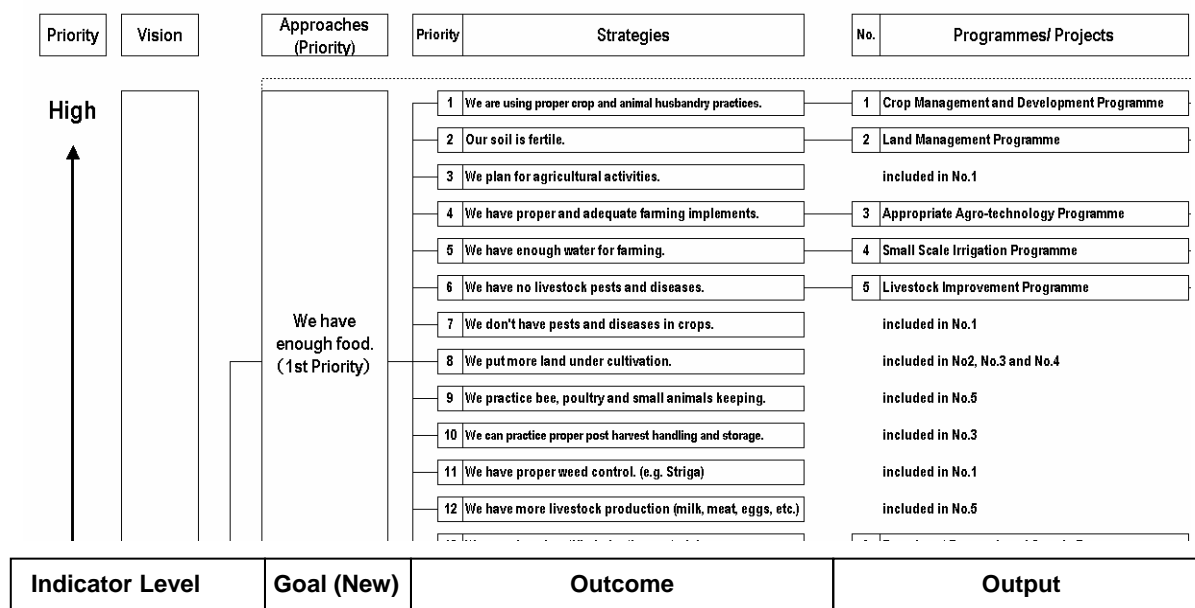 Priority
Vision
Approaches
(Priority)
Priority
Strategies
No.
Programmes/ Projects
High
We have
enough food.
(1st Priority)
1 We are using proper crop and animal husbandry practices.
1 Crop Management and Development Programme
2 Our soil is fertile.
2 Land Management Programme
3 We plan for agricultural activities.
included in No.1
4 We have proper and adequate farming implements.
3 Appropriate Agro-technology Programme
5 We have enough water for farming.
4 Small Scale Irrigation Programme
6 We have no livestock pests and diseases.
5 Livestock Improvement Programme
7 We don't have pests and diseases in crops.
included in No.1
8 We put more land under cultivation.
included in No2, No.3 and No.4
9 We practice bee, poultry and small animals keeping.
included in No.5
10 We can practice proper post harvest handling and storage.
included in No.3
11 We have proper weed control. (e.g. Striga)
included in No.1
12 We have more livestock production (milk, meat, eggs, etc.)
included in No.5
Indicator Level
Goal (New)
Outcome
Output